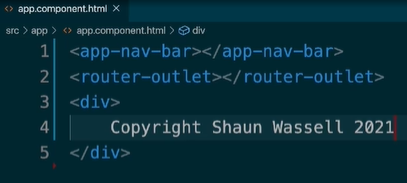 app.component.html
src > app > app.component.html > div
1 <app-nav-bar></app-nav-bar>
2 <router-outlet></router-outlet>
3 <div>
4 Copyright Shaun Wassell 2021
5 </div>